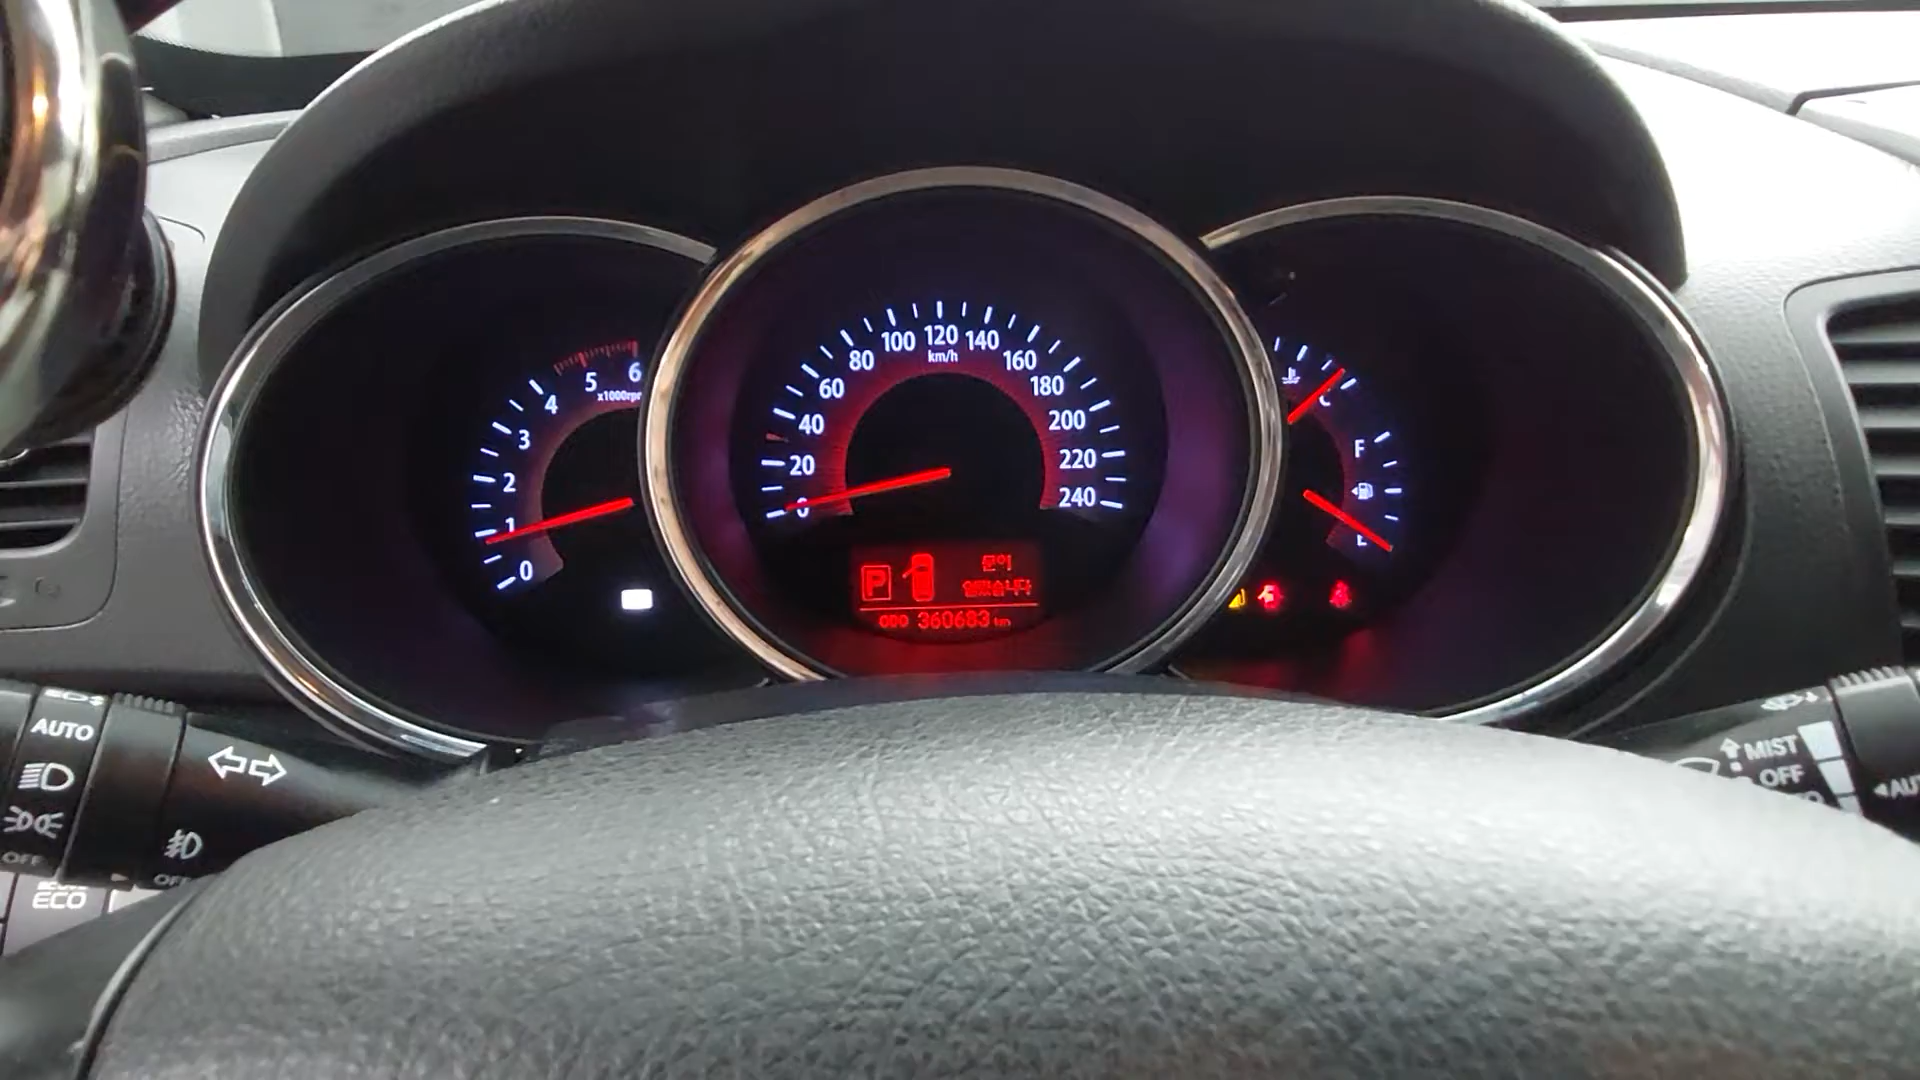 6
5
x1000rpm
4
3
2
1
0
100 120 140
km/h
80 160
60 180
40 200
20 220
0 240
P
문이
열렸습니다
ODO 360683 km
C
F
E
AUTO
OFF
OFF
ECO
MIST
OFF